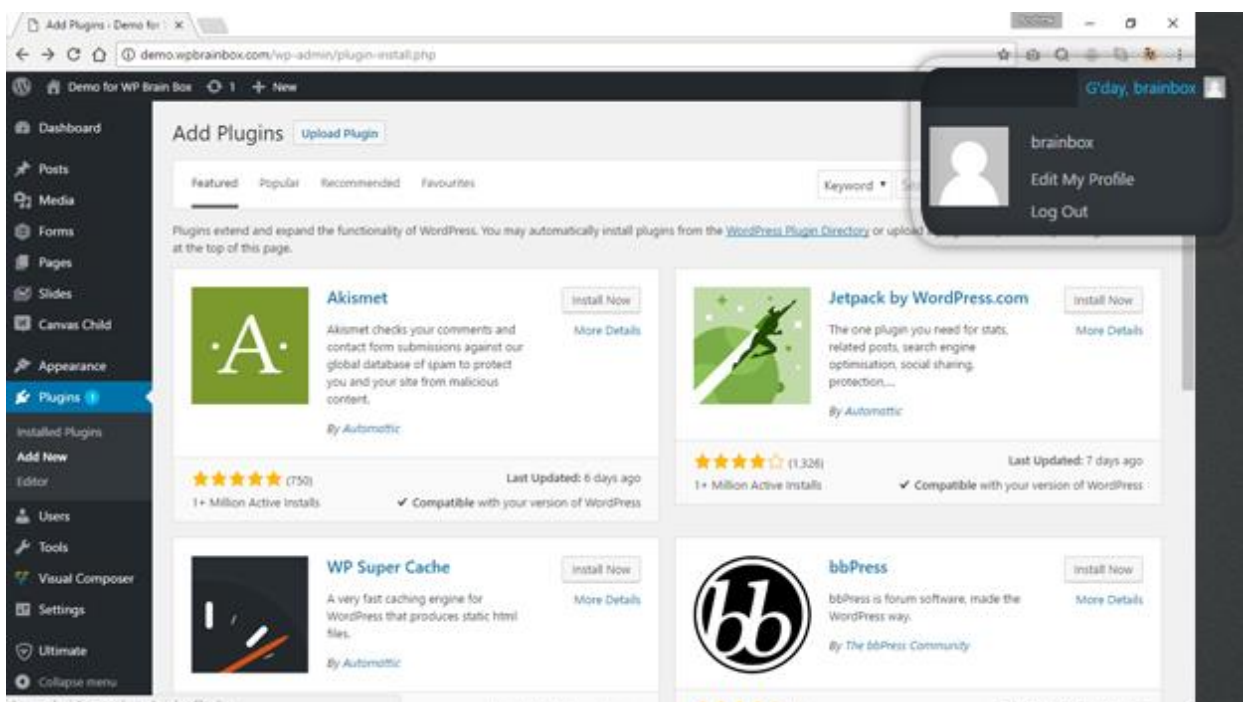 Add Plugins ‹ Demo for
demo.wpbrainbox.com/wp-admin/plugin-install.php
Demo for WP Brain Box 1 + New
G'day, brainbox
brainbox
Edit My Profile
Log Out
Dashboard
Posts
Media
Forms
Pages
Slides
Canvas Child
Appearance
Plugins 1
Installed Plugins
Add New
Editor
Users
Tools
Visual Composer
Settings
Ultimate
Collapse menu
Add Plugins Upload Plugin
Featured Popular Recommended Favourites
Keyword
Plugins extend and expand the functionality of WordPress. You may automatically install plugins from the WordPress Plugin Directory or upload
at the top of this page.
·A·
Akismet
Install Now
More Details
Akismet checks your comments and
contact form submissions against our
global database of spam to protect
you and your site from malicious
content.
By Automattic
(750)
Last Updated: 6 days ago
1+ Million Active Installs
✔ Compatible with your version of WordPress
Jetpack by WordPress.com
Install Now
More Details
The one plugin you need for stats,
related posts, search engine
optimisation, social sharing,
protection,...
By Automattic
(1,326)
Last Updated: 7 days ago
1+ Million Active Installs
✔ Compatible with your version of WordPress
WP Super Cache
Install Now
More Details
A very fast caching engine for
WordPress that produces static html
files.
By Automattic
bb
bbPress
Install Now
More Details
bbPress is forum software, made the
WordPress way.
By The bbPress Community